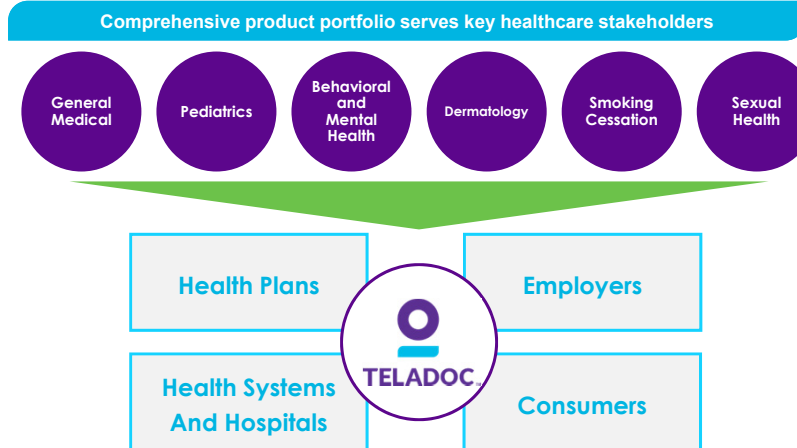 Comprehensive product portfolio serves key healthcare stakeholders
General
Medical
Pediatrics
Behavioral
and
Mental
Health
Dermatology
Smoking
Cessation
Sexual
Health
Health Plans
Employers
TELADOC™
Health Systems
And Hospitals
Consumers